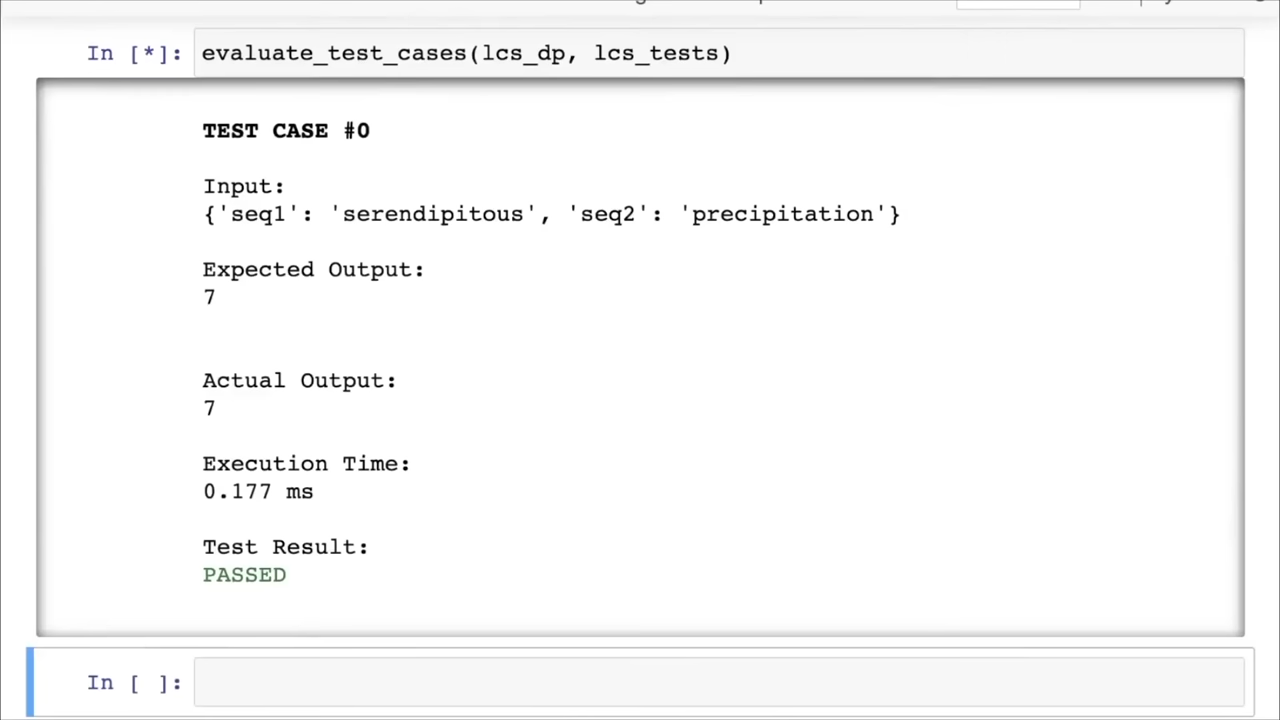 In [*]: evaluate_test_cases(lcs_dp, lcs_tests)
TEST CASE #0
Input:
{'seq1': 'serendipitous', 'seq2': 'precipitation'}
Expected Output:
7
Actual Output:
7
Execution Time:
0.177 ms
Test Result:
PASSED
In [ ]: